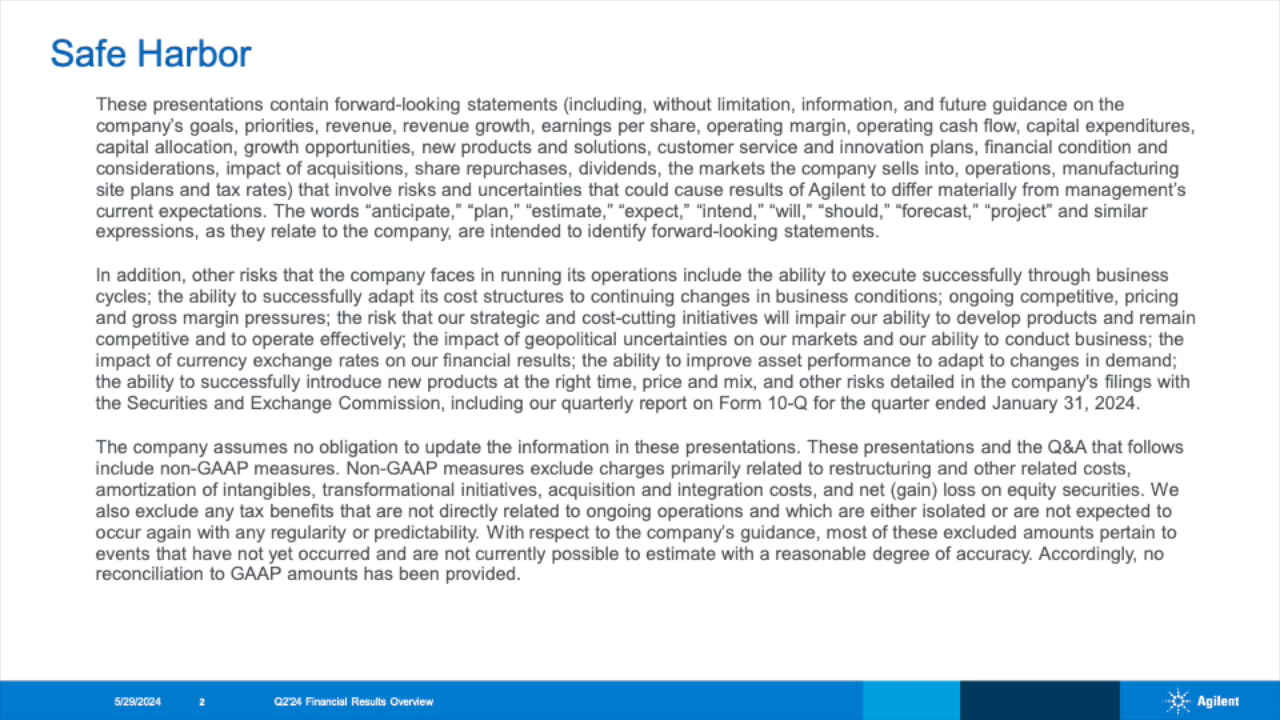 Safe Harbor
These presentations contain forward-looking statements (including, without limitation, information, and future guidance on the
company’s goals, priorities, revenue, revenue growth, earnings per share, operating margin, operating cash flow, capital expenditures,
capital allocation, growth opportunities, new products and solutions, customer service and innovation plans, financial condition and
considerations, impact of acquisitions, share repurchases, dividends, the markets the company sells into, operations, manufacturing
site plans and tax rates) that involve risks and uncertainties that could cause results of Agilent to differ materially from management’s
current expectations. The words “anticipate,” “plan,” “estimate,” “expect,” “intend,” “will,” “should,” “forecast,” “project” and similar
expressions, as they relate to the company, are intended to identify forward-looking statements.
In addition, other risks that the company faces in running its operations include the ability to execute successfully through business
cycles; the ability to successfully adapt its cost structures to continuing changes in business conditions; ongoing competitive, pricing
and gross margin pressures; the risk that our strategic and cost-cutting initiatives will impair our ability to develop products and remain
competitive and to operate effectively; the impact of geopolitical uncertainties on our markets and our ability to conduct business; the
impact of currency exchange rates on our financial results; the ability to improve asset performance to adapt to changes in demand;
the ability to successfully introduce new products at the right time, price and mix, and other risks detailed in the company's filings with
the Securities and Exchange Commission, including our quarterly report on Form 10-Q for the quarter ended January 31, 2024.
The company assumes no obligation to update the information in these presentations. These presentations and the Q&A that follows
include non-GAAP measures. Non-GAAP measures exclude charges primarily related to restructuring and other related costs,
amortization of intangibles, transformational initiatives, acquisition and integration costs, and net (gain) loss on equity securities. We
also exclude any tax benefits that are not directly related to ongoing operations and which are either isolated or are not expected to
occur again with any regularity or predictability. With respect to the company’s guidance, most of these excluded amounts pertain to
events that have not yet occurred and are not currently possible to estimate with a reasonable degree of accuracy. Accordingly, no
reconciliation to GAAP amounts has been provided.
5/29/2024 2 Q2'24 Financial Results Overview Agilent